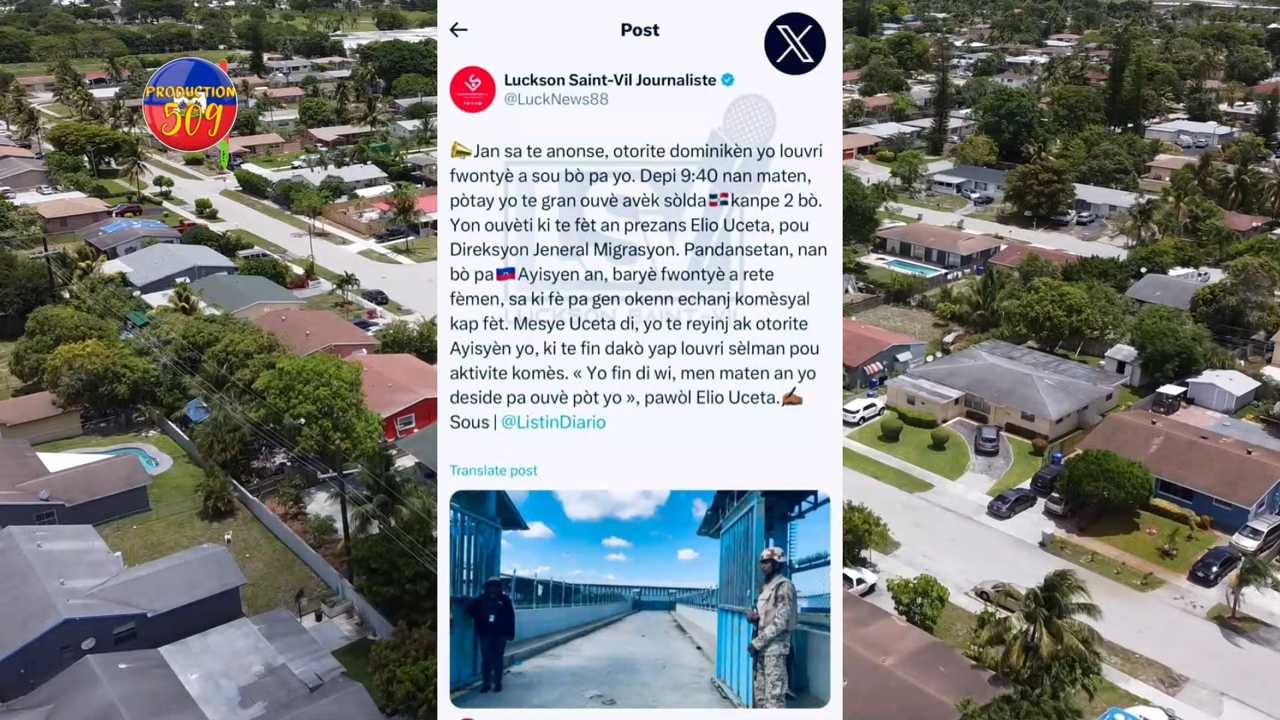 PRODUCTION
509
Post
X
Luckson Saint-Vil Journaliste
@LuckNews88
Jan sa te anonse, otorite dominikèn yo louvri
fwontyè a sou bò pa yo. Depi 9:40 nan maten,
pòtay yo te gran ouvè avèk sòlda kanpe 2 bò.
Yon ouvèti ki te fèt an prezans Elio Uceta, pou
Direksyon Jeneral Migrasyon. Pandansetan, nan
bò pa Ayisyen an, baryè fwontyè a rete
fèmen, sa ki fè pa gen okenn echanj komèsyal
kap fèt. Mesye Uceta di, yo te reyinj ak otorite
Ayisyèn yo, ki te fin dakò yap louvri sèlman pou
aktivite komès. « Yo fin di wi, men maten an yo
deside pa ouvè pòt yo », pawòl Elio Uceta.
Sous | @ListinDiario
LUCKSON SAINT-VIL
Translate post